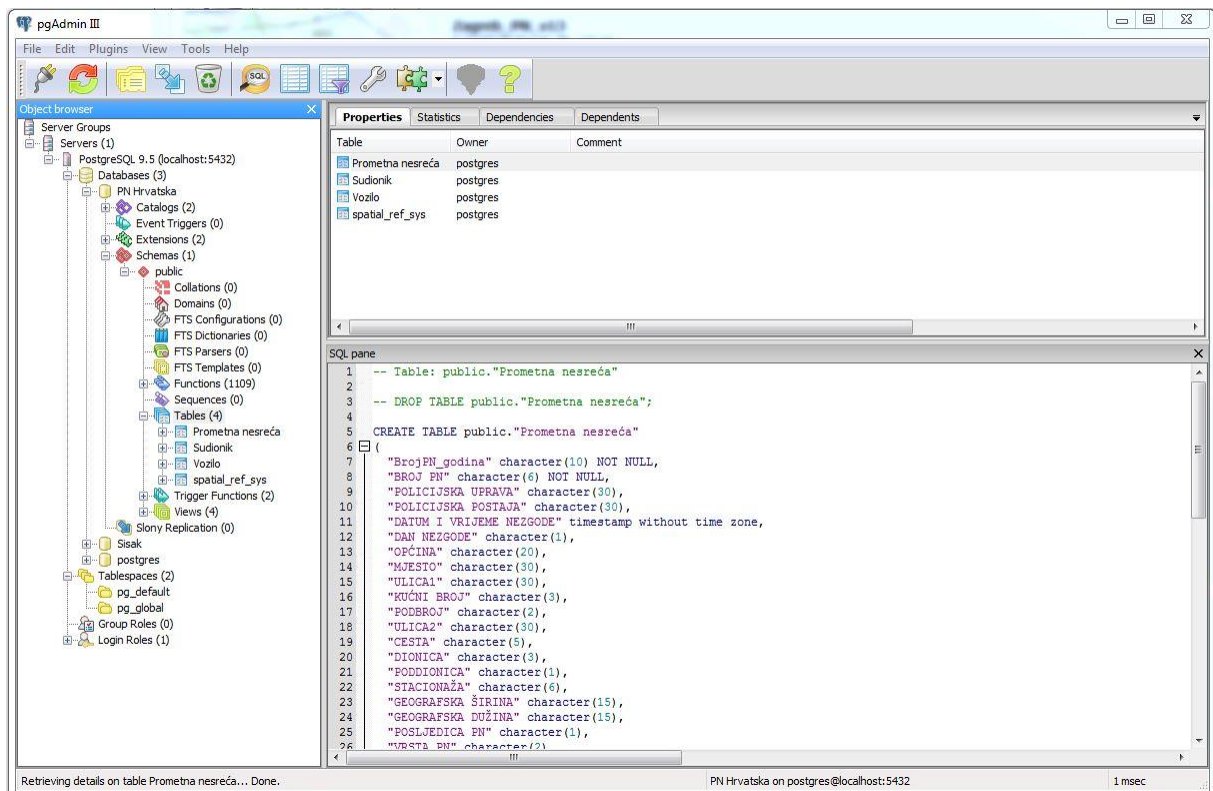 pgAdmin III
File Edit Plugins View Tools Help
SQL
Object browser
Server Groups
Servers (1)
PostgreSQL 9.5 (localhost:5432)
Databases (3)
PN Hrvatska
Catalogs (2)
Event Triggers (0)
Extensions (2)
Schemas (1)
public
Collations (0)
Domains (0)
FTS Configurations (0)
FTS Dictionaries (0)
FTS Parsers (0)
FTS Templates (0)
Functions (1109)
Sequences (0)
Tables (4)
Prometna nesreća
Sudionik
Vozilo
spatial_ref_sys
Trigger Functions (2)
Views (4)
Slony Replication (0)
Sisak
postgres
Tablespaces (2)
pg_default
pg_global
Group Roles (0)
Login Roles (1)
Properties Statistics Dependencies Dependents
Table Owner Comment
Prometna nesreća postgres
Sudionik postgres
Vozilo postgres
spatial_ref_sys postgres
SQL pane
1 -- Table: public."Prometna nesreća"
2
3 -- DROP TABLE public."Prometna nesreća";
4
5 CREATE TABLE public."Prometna nesreća"
6 (
7 "BrojPN_godina" character(10) NOT NULL,
8 "BROJ PN" character(6) NOT NULL,
9 "POLICIJSKA UPRAVA" character(30),
10 "POLICIJSKA POSTAJA" character(30),
11 "DATUM I VRIJEME NEZGODE" timestamp without time zone,
12 "DAN NEZGODE" character(1),
13 "OPĆINA" character(20),
14 "MJESTO" character(30),
15 "ULICA1" character(30),
16 "KUĆNI BROJ" character(3),
17 "PODBROJ" character(2),
18 "ULICA2" character(30),
19 "CESTA" character(5),
20 "DIONICA" character(3),
21 "PODDIONICA" character(1),
22 "STACIONAŽA" character(6),
23 "GEOGRAFSKA ŠIRINA" character(15),
24 "GEOGRAFSKA DUŽINA" character(15),
25 "POSLJEDICA PN" character(1),
26 "VRSTA PN" character(2)
Retrieving details on table Prometna nesreća... Done.
PN Hrvatska on postgres@localhost:5432
1 msec